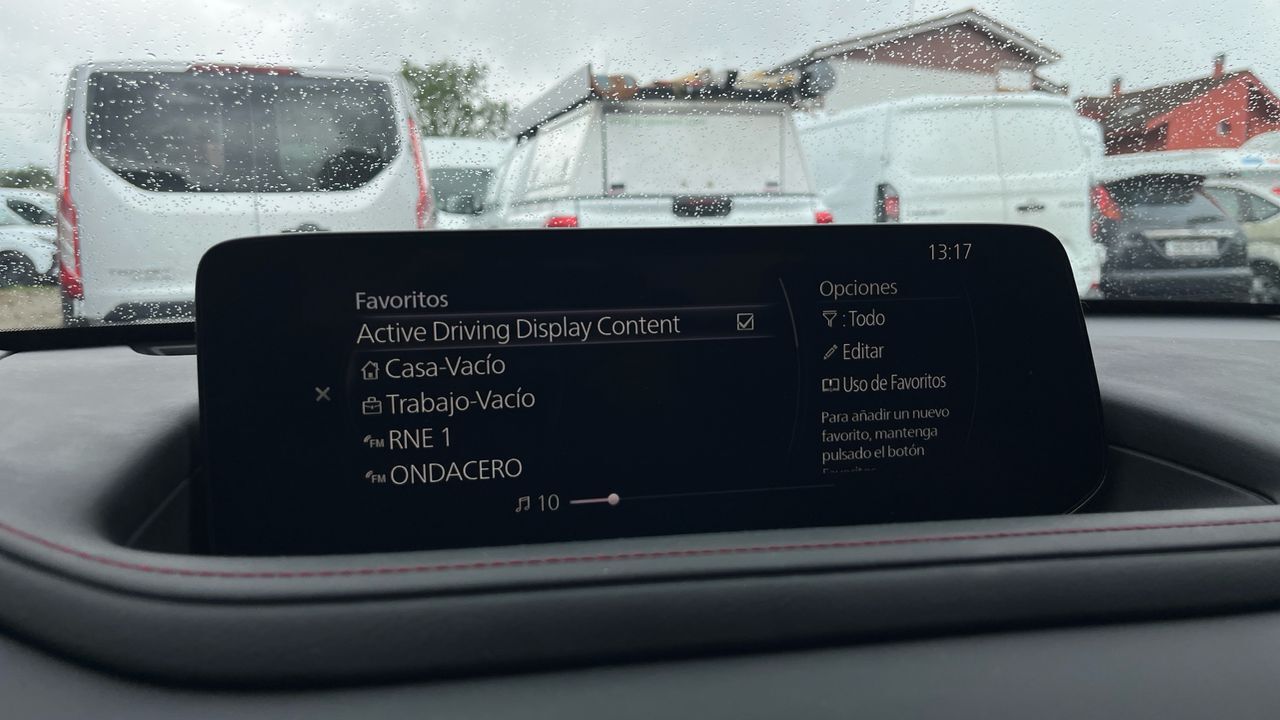 13:17
Favoritos
Active Driving Display Content
Casa-Vacío
Trabajo-Vacío
FM RNE 1
FM ONDACERO
10
Opciones
: Todo
Editar
Uso de Favoritos
Para añadir un nuevo
favorito, mantenga
pulsado el botón